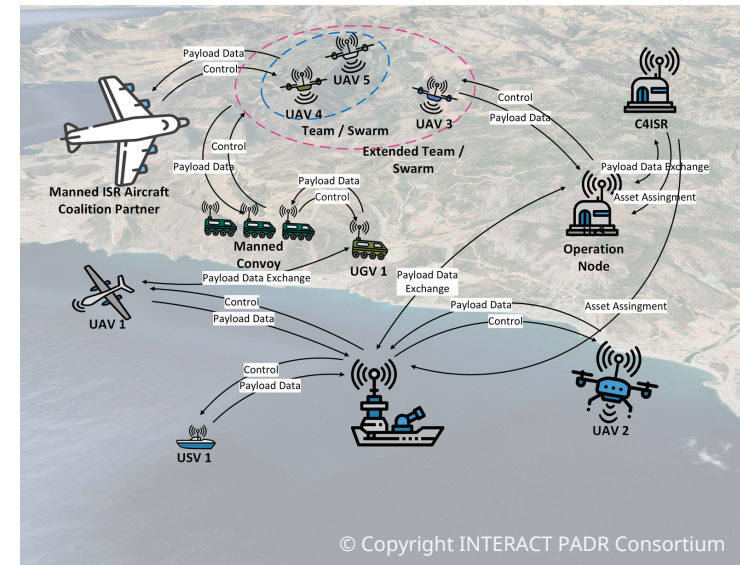 Payload Data
Control
UAV 5
UAV 4
Team / Swarm
UAV 3
Extended Team /
Swarm
Control
Payload Data
C4ISR
Payload Data Exchange
Asset Assingment
Operation
Node
Manned ISR Aircraft
Coalition Partner
Control
Payload Data
Payload Data
Control
Manned
Convoy
UGV 1
Payload Data Exchange
UAV 1
Control
Payload Data
Payload Data
Exchange
Payload Data
Control
Asset Assingment
UAV 2
Control
Payload Data
USV 1
© Copyright INTERACT PADR Consortium